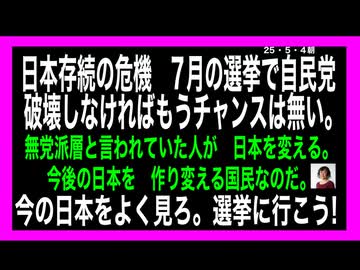 25・5・4朝
日本存続の危機　7月の選挙で自民党
破壊しなければもうチャンスは無い。
無党派層と言われていた人が　日本を変える。
今後の日本を　作り変える国民なのだ。
今の日本をよく見ろ。選挙に行こう!